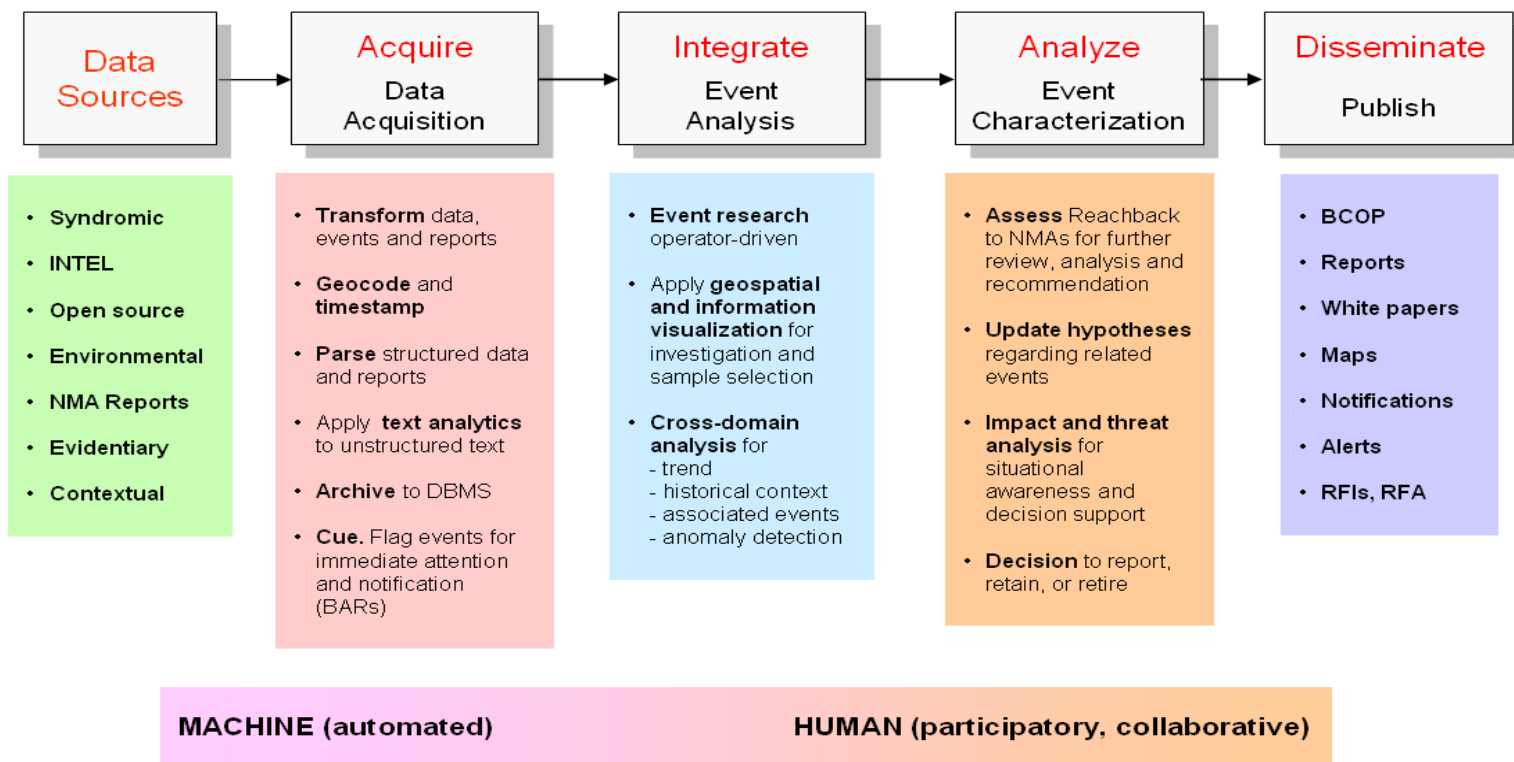 Data
Sources
Acquire
Data
Acquisition
Integrate
Event
Analysis
Analyze
Event
Characterization
Disseminate
Publish
• Syndromic
• INTEL
• Open source
• Environmental
• NMA Reports
• Evidentiary
• Contextual
• Transform data,
events and reports
• Geocode and
timestamp
• Parse structured data
and reports
• Apply text analytics
to unstructured text
• Archive to DBMS
• Cue. Flag events for
immediate attention
and notification
(BARs)
• Event research
operator-driven
• Apply geospatial
and information
visualization for
investigation and
sample selection
• Cross-domain
analysis for
- trend
- historical context
- associated events
- anomaly detection
• Assess Reachback
to NMAs for further
review, analysis and
recommendation
• Update hypotheses
regarding related
events
• Impact and threat
analysis for
situational
awareness and
decision support
• Decision to report,
retain, or retire
• BCOP
• Reports
• White papers
• Maps
• Notifications
• Alerts
• RFIs, RFA
MACHINE (automated)
HUMAN (participatory, collaborative)